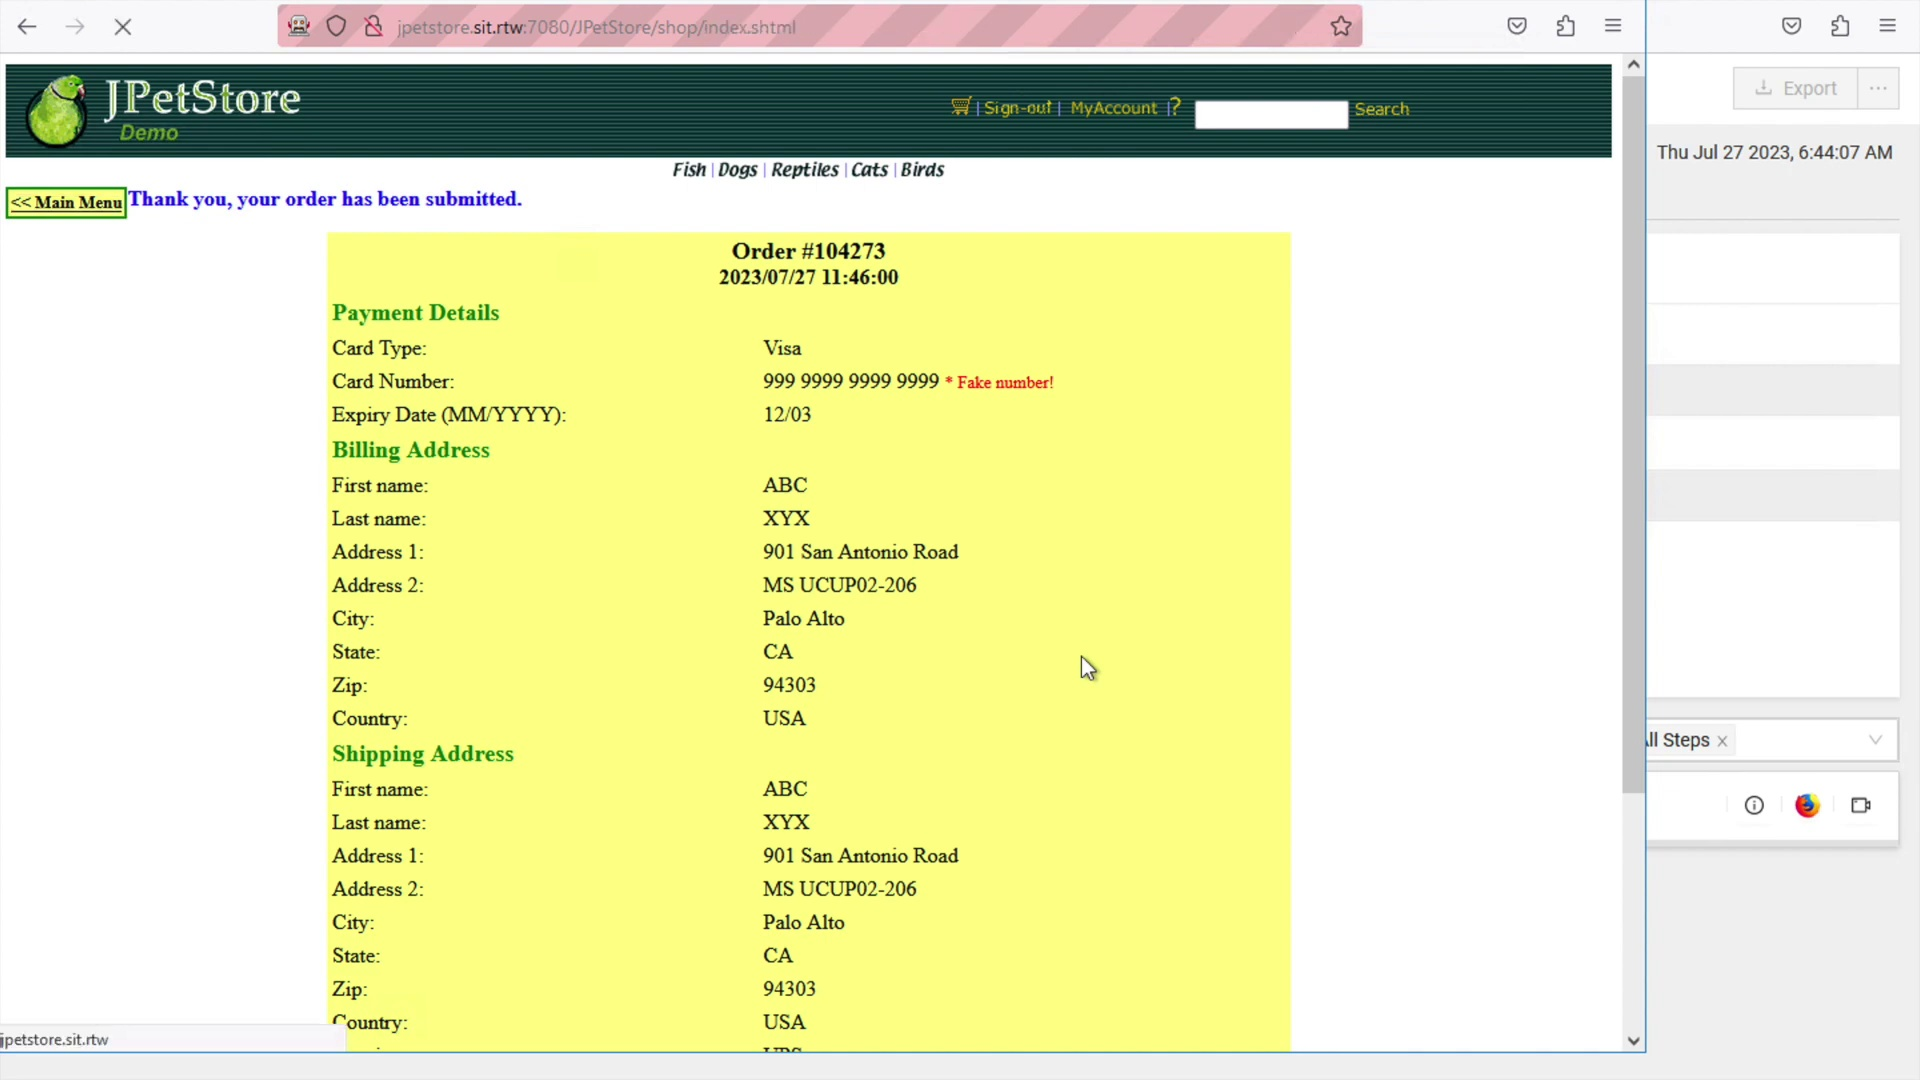 jpetstore.sit.rtw:7080/JPetStore/shop/index.shtml
Export
JPetStore
Demo
| Sign-out | MyAccount | ? Search
Thu Jul 27 2023, 6:44:07 AM
Fish | Dogs | Reptiles | Cats | Birds
<< Main Menu Thank you, your order has been submitted.
Order #104273
2023/07/27 11:46:00
Payment Details
Card Type: Visa
Card Number: 999 9999 9999 9999 * Fake number!
Expiry Date (MM/YYYY): 12/03
Billing Address
First name: ABC
Last name: XYX
Address 1: 901 San Antonio Road
Address 2: MS UCUP02-206
City: Palo Alto
State: CA
Zip: 94303
Country: USA
Shipping Address
All Steps
First name: ABC
Last name: XYX
Address 1: 901 San Antonio Road
Address 2: MS UCUP02-206
City: Palo Alto
State: CA
Zip: 94303
Country: USA
jpetstore.sit.rtw